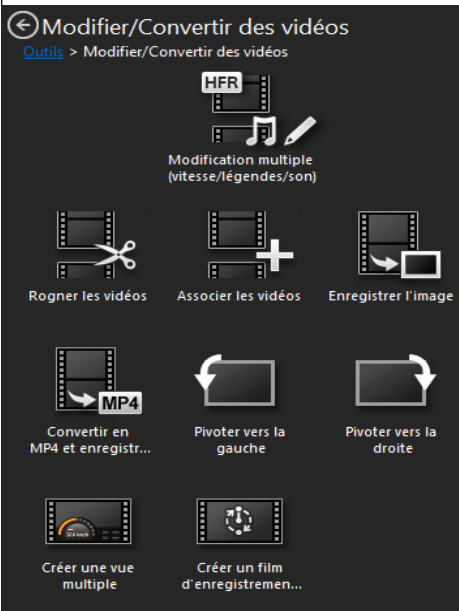 Modifier/Convertir des vidéos
Outils > Modifier/Convertir des vidéos
HFR
Modification multiple
(vitesse/légendes/son)
Rogner les vidéos
Associer les vidéos
Enregistrer l'image
MP4
Convertir en
MP4 et enregistr...
Pivoter vers la
gauche
Pivoter vers la
droite
Créer une vue
multiple
Créer un film
d'enregistremen...